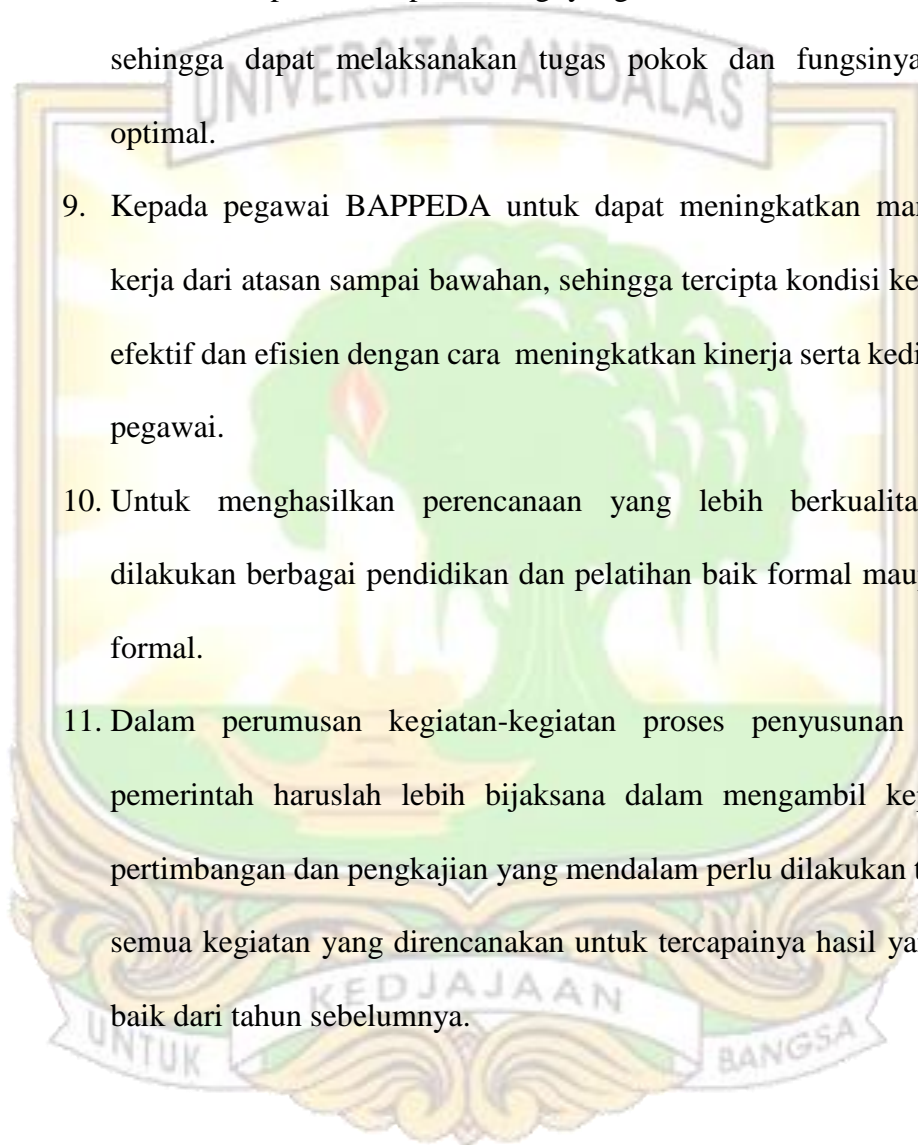 sehingga dapat melaksanakan tugas pokok dan fungsinya
optimal.
9. Kepada pegawai BAPPEDA untuk dapat meningkatkan
kerja dari atasan sampai bawahan, sehingga tercipta kondisi
efektif dan efisien dengan cara meningkatkan kinerja serta
pegawai.
10. Untuk menghasilkan perencanaan yang lebih
dilakukan berbagai pendidikan dan pelatihan baik formal
formal.
11. Dalam perumusan kegiatan-kegiatan proses penyusunan
pemerintah haruslah lebih bijaksana dalam mengambil
pertimbangan dan pengkajian yang mendalam perlu dilakukan
semua kegiatan yang direncanakan untuk tercapainya hasil
baik dari tahun sebelumnya.
UNIVERSITAS ANDALAS
UNTUK KEDJAJAAN BANGSA